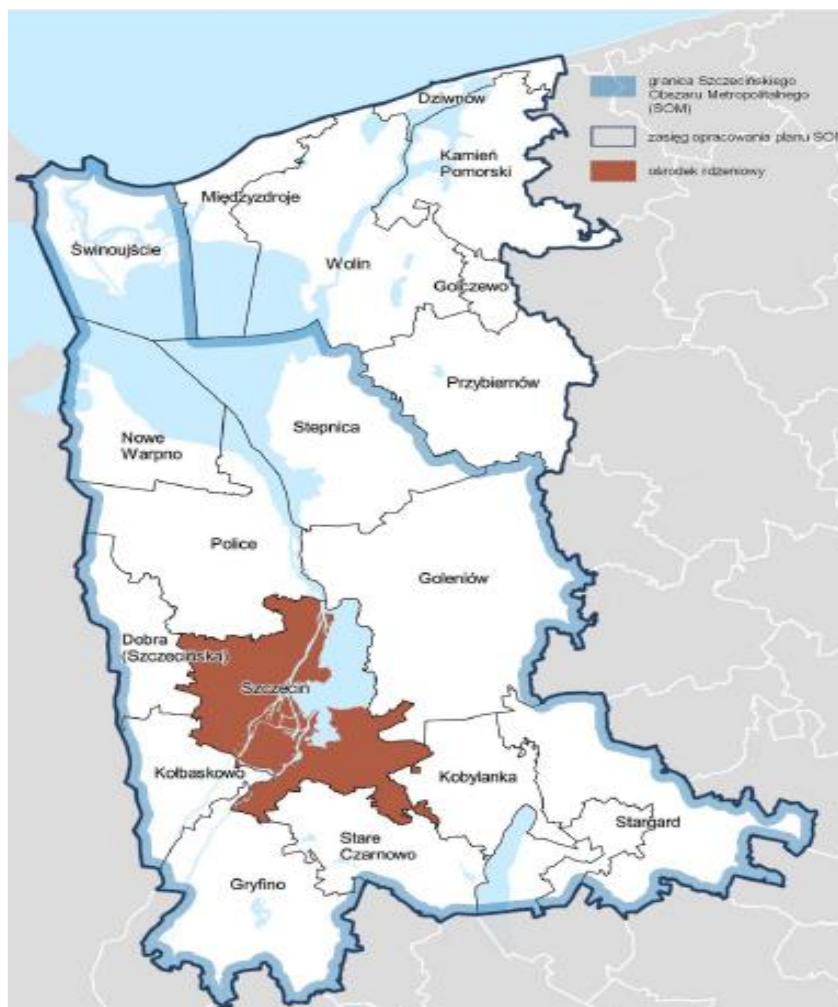 granica Szczecińskiego
Obszaru Metropolitalnego
(SOM)
zasięg opracowania planu SOM
ośrodek rdzeniowy
Dziwnów
Kamień
Pomorski
Międzyzdroje
Świnoujście
Wolin
Golczewo
Przybiernów
Stepnica
Nowe
Warpno
Police
Goleniów
Dobra
(Szczecińska)
Szczecin
Kołbaskowo
Kobylanka
Stargard
Stare
Czarnowo
Gryfino